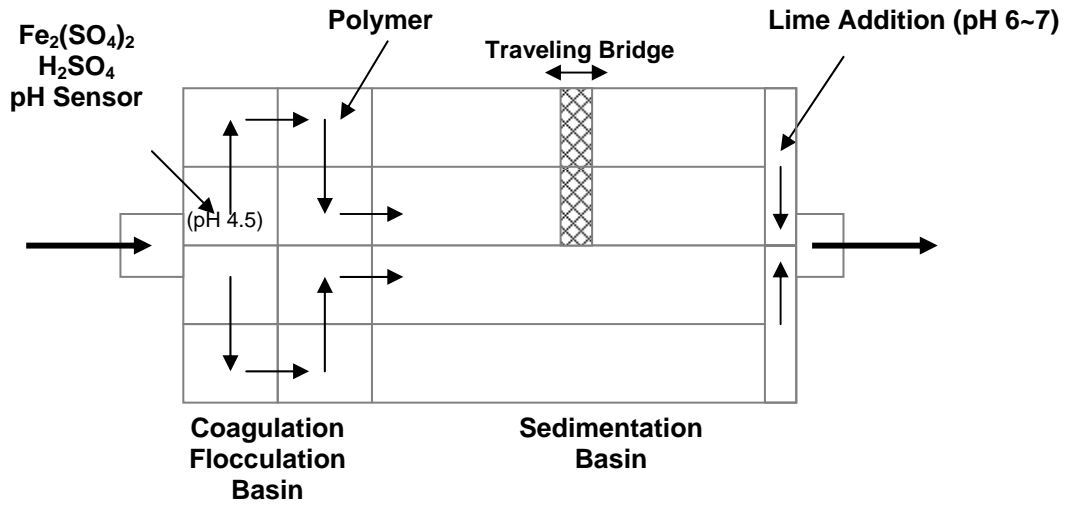 Fe₂(SO₄)₂
H₂SO₄
pH Sensor
Polymer
Traveling Bridge
Lime Addition (pH 6~7)
(pH 4.5)
Coagulation
Flocculation
Basin
Sedimentation
Basin